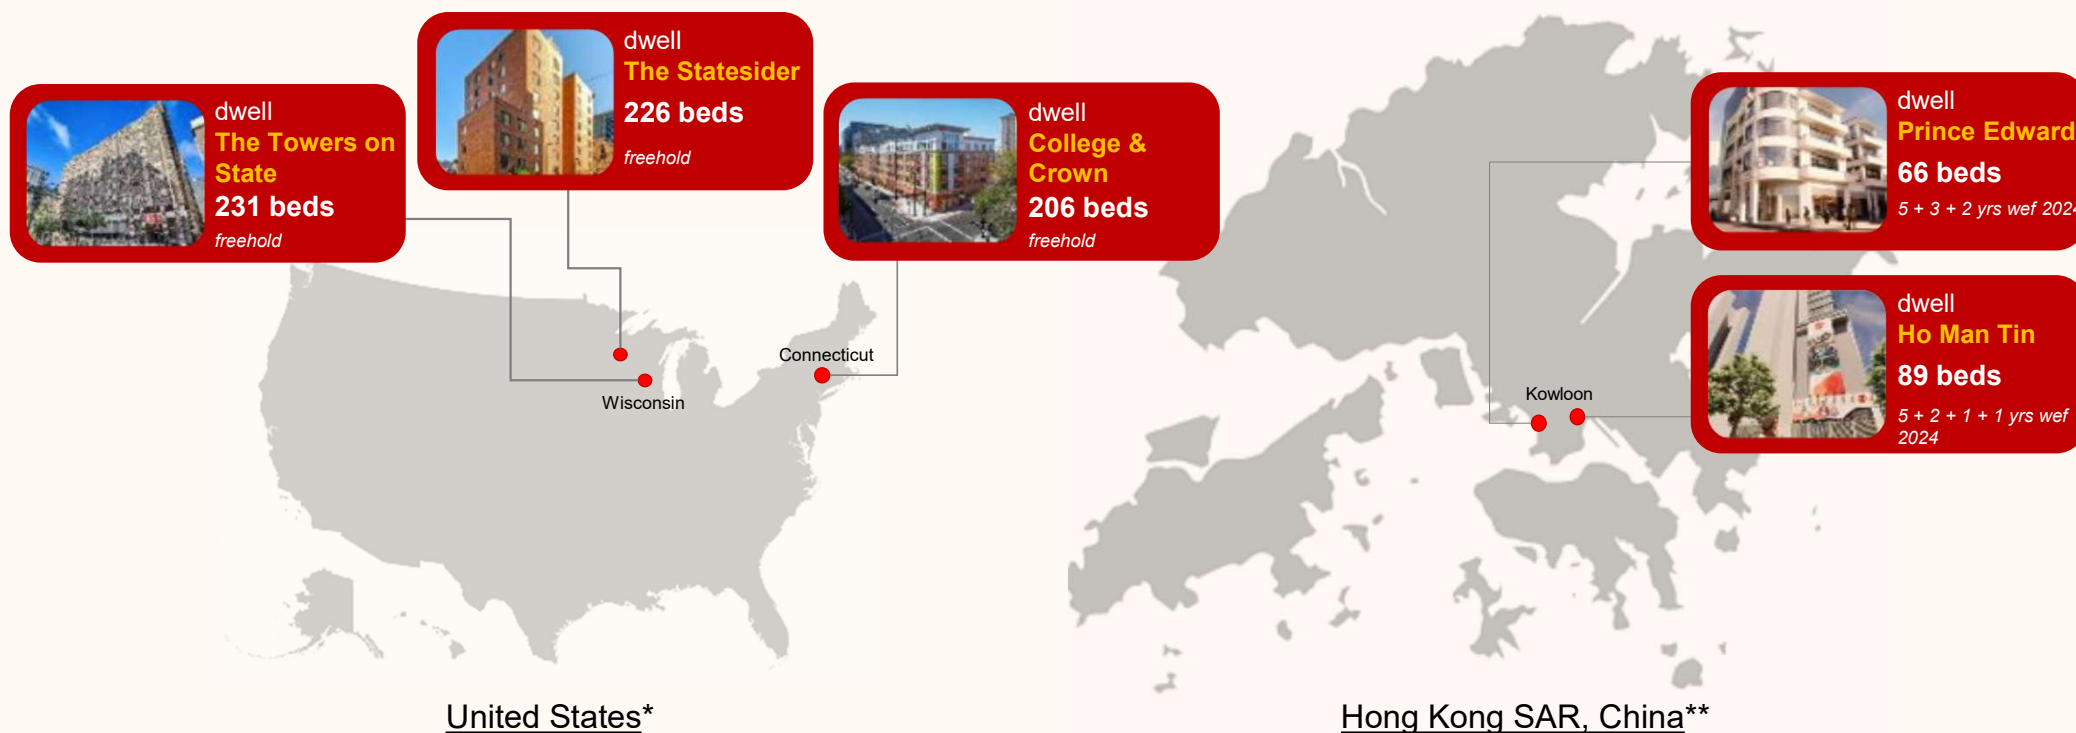 dwell
The Towers on
State
231 beds
freehold
dwell
The Statesider
226 beds
freehold
dwell
College &
Crown
206 beds
freehold
Connecticut
Wisconsin
United States*
dwell
Prince Edward
66 beds
5 + 3 + 2 yrs wef 2024
dwell
Ho Man Tin
89 beds
5 + 2 + 1 + 1 yrs wef
2024
Kowloon
Hong Kong SAR, China**